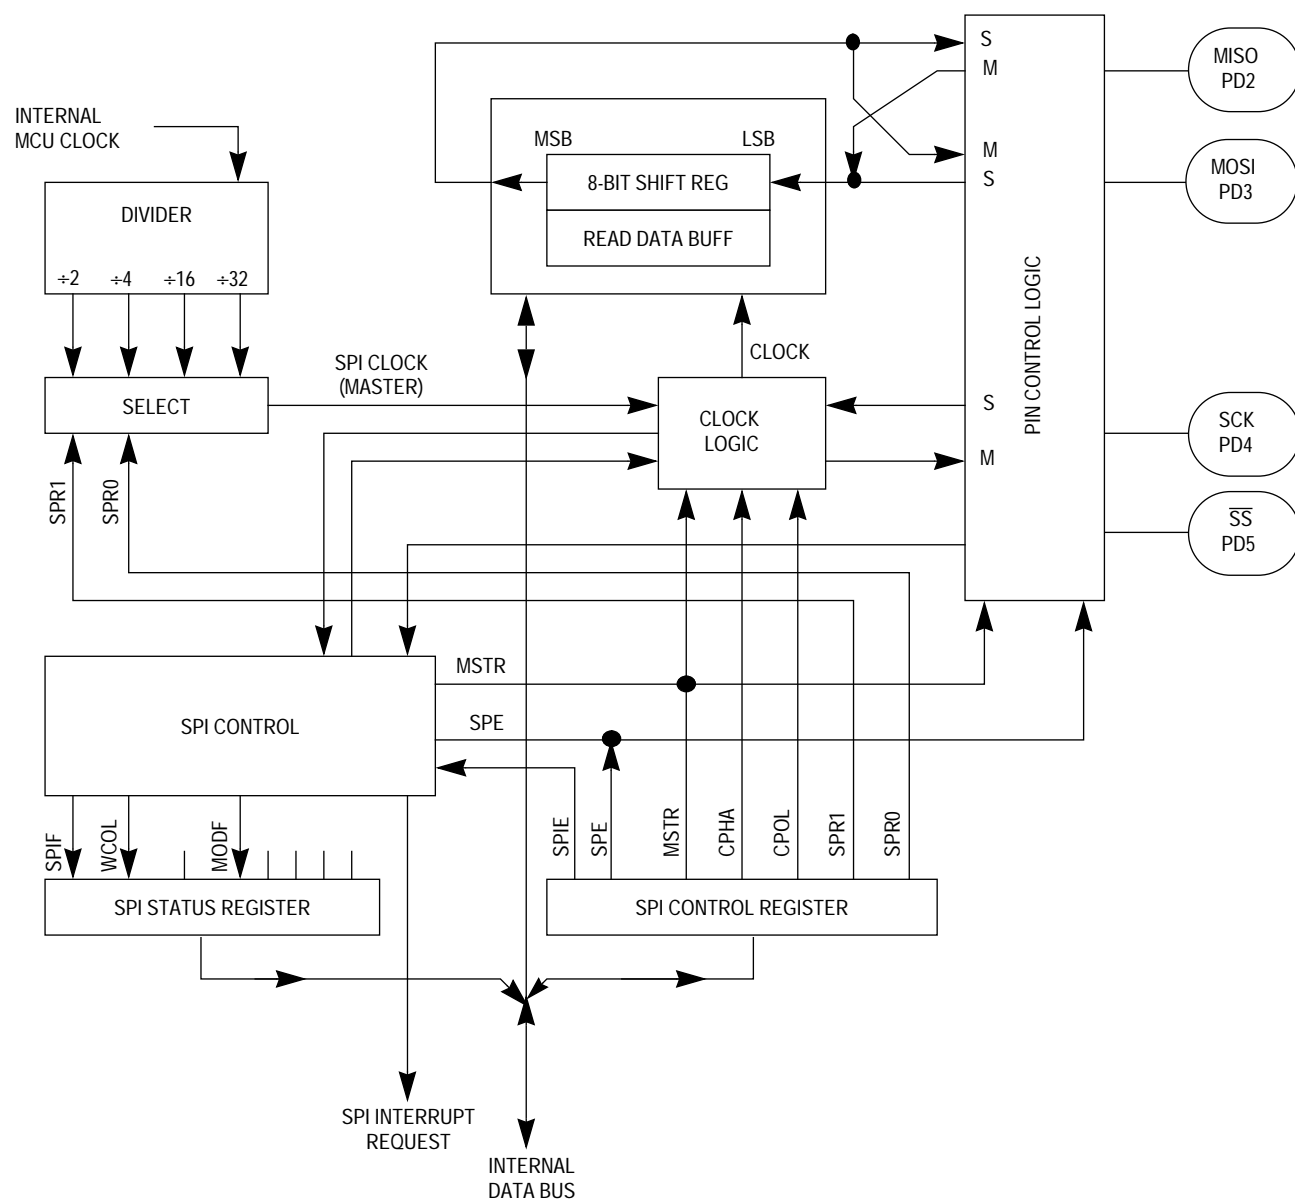 S
M
MISO
PD2
INTERNAL
MCU CLOCK
MSB
LSB
M
S
8-BIT SHIFT REG
MOSI
PD3
DIVIDER
READ DATA BUFF
÷2
÷4
÷16
÷32
PIN CONTROL LOGIC
CLOCK
SPI CLOCK
(MASTER)
SELECT
CLOCK
LOGIC
S
M
SCK
PD4
SPR1
SPR0
S̅S̅
PD5
MSTR
SPI CONTROL
SPE
SPIF
WCOL
MODF
SPIE
SPE
MSTR
CPHA
CPOL
SPR1
SPR0
SPI STATUS REGISTER
SPI CONTROL REGISTER
SPI INTERRUPT
REQUEST
INTERNAL
DATA BUS